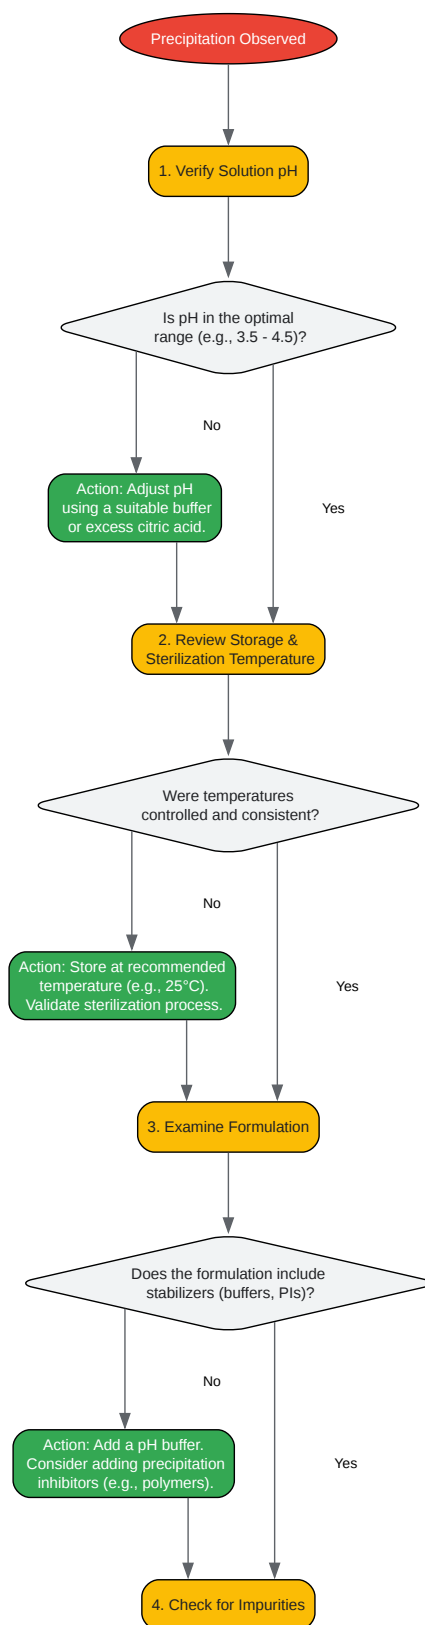 Precipitation Observed
1. Verify Solution pH
Is pH in the optimal
range (e.g., 3.5 - 4.5)?
No
Action: Adjust pH
using a suitable buffer
or excess citric acid.
Yes
2. Review Storage &
Sterilization Temperature
Were temperatures
controlled and consistent?
No
Action: Store at recommended
temperature (e.g., 25°C).
Validate sterilization process.
Yes
3. Examine Formulation
Does the formulation include
stabilizers (buffers, PIs)?
No
Action: Add a pH buffer.
Consider adding precipitation
inhibitors (e.g., polymers).
Yes
4. Check for Impurities